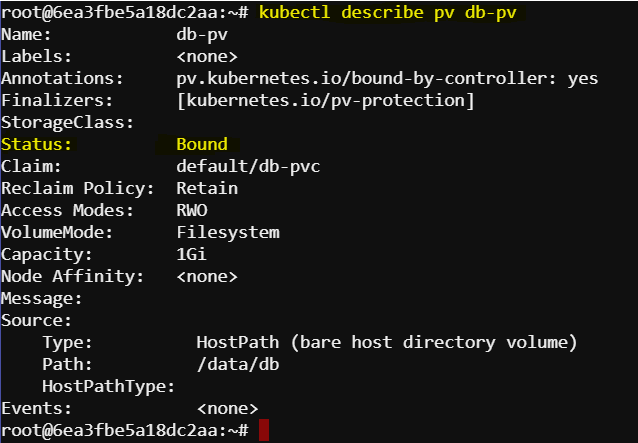 root@6ea3fbe5a18dc2aa:~# kubectl describe pv db-pv
Name:            db-pv
Labels:          <none>
Annotations:     pv.kubernetes.io/bound-by-controller: yes
Finalizers:      [kubernetes.io/pv-protection]
StorageClass:
Status:          Bound
Claim:           default/db-pvc
Reclaim Policy:  Retain
Access Modes:    RWO
VolumeMode:      Filesystem
Capacity:        1Gi
Node Affinity:   <none>
Message:
Source:
    Type:          HostPath (bare host directory volume)
    Path:          /data/db
    HostPathType:
Events:            <none>
root@6ea3fbe5a18dc2aa:~#